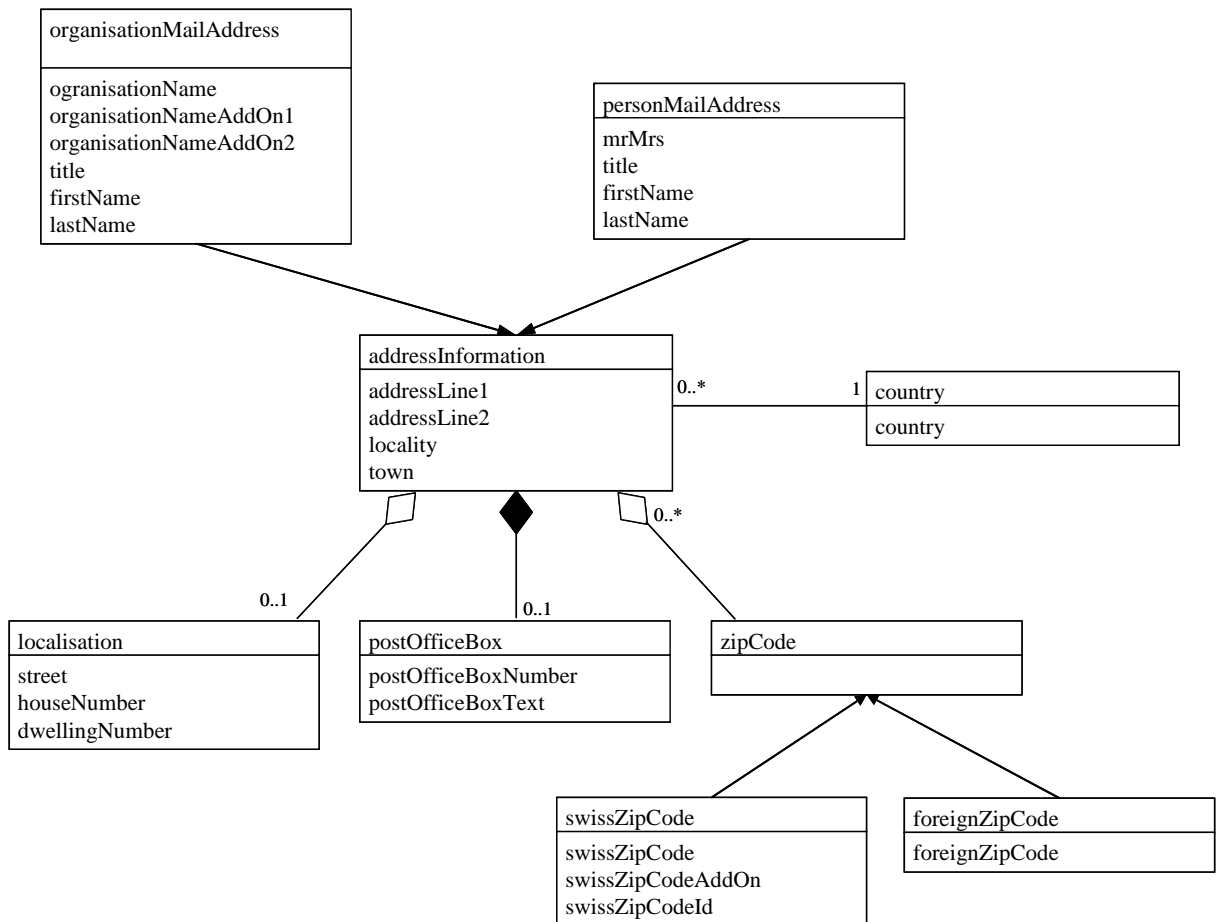 organisationMailAddress
ogranisationName
organisationNameAddOn1
organisationNameAddOn2
title
firstName
lastName
personMailAddress
mrMrs
title
firstName
lastName
addressInformation
addressLine1
addressLine2
locality
town
0..*
1
country
country
0..*
0..1
0..1
localisation
street
houseNumber
dwellingNumber
postOfficeBox
postOfficeBoxNumber
postOfficeBoxText
zipCode
swissZipCode
swissZipCode
swissZipCodeAddOn
swissZipCodeId
foreignZipCode
foreignZipCode